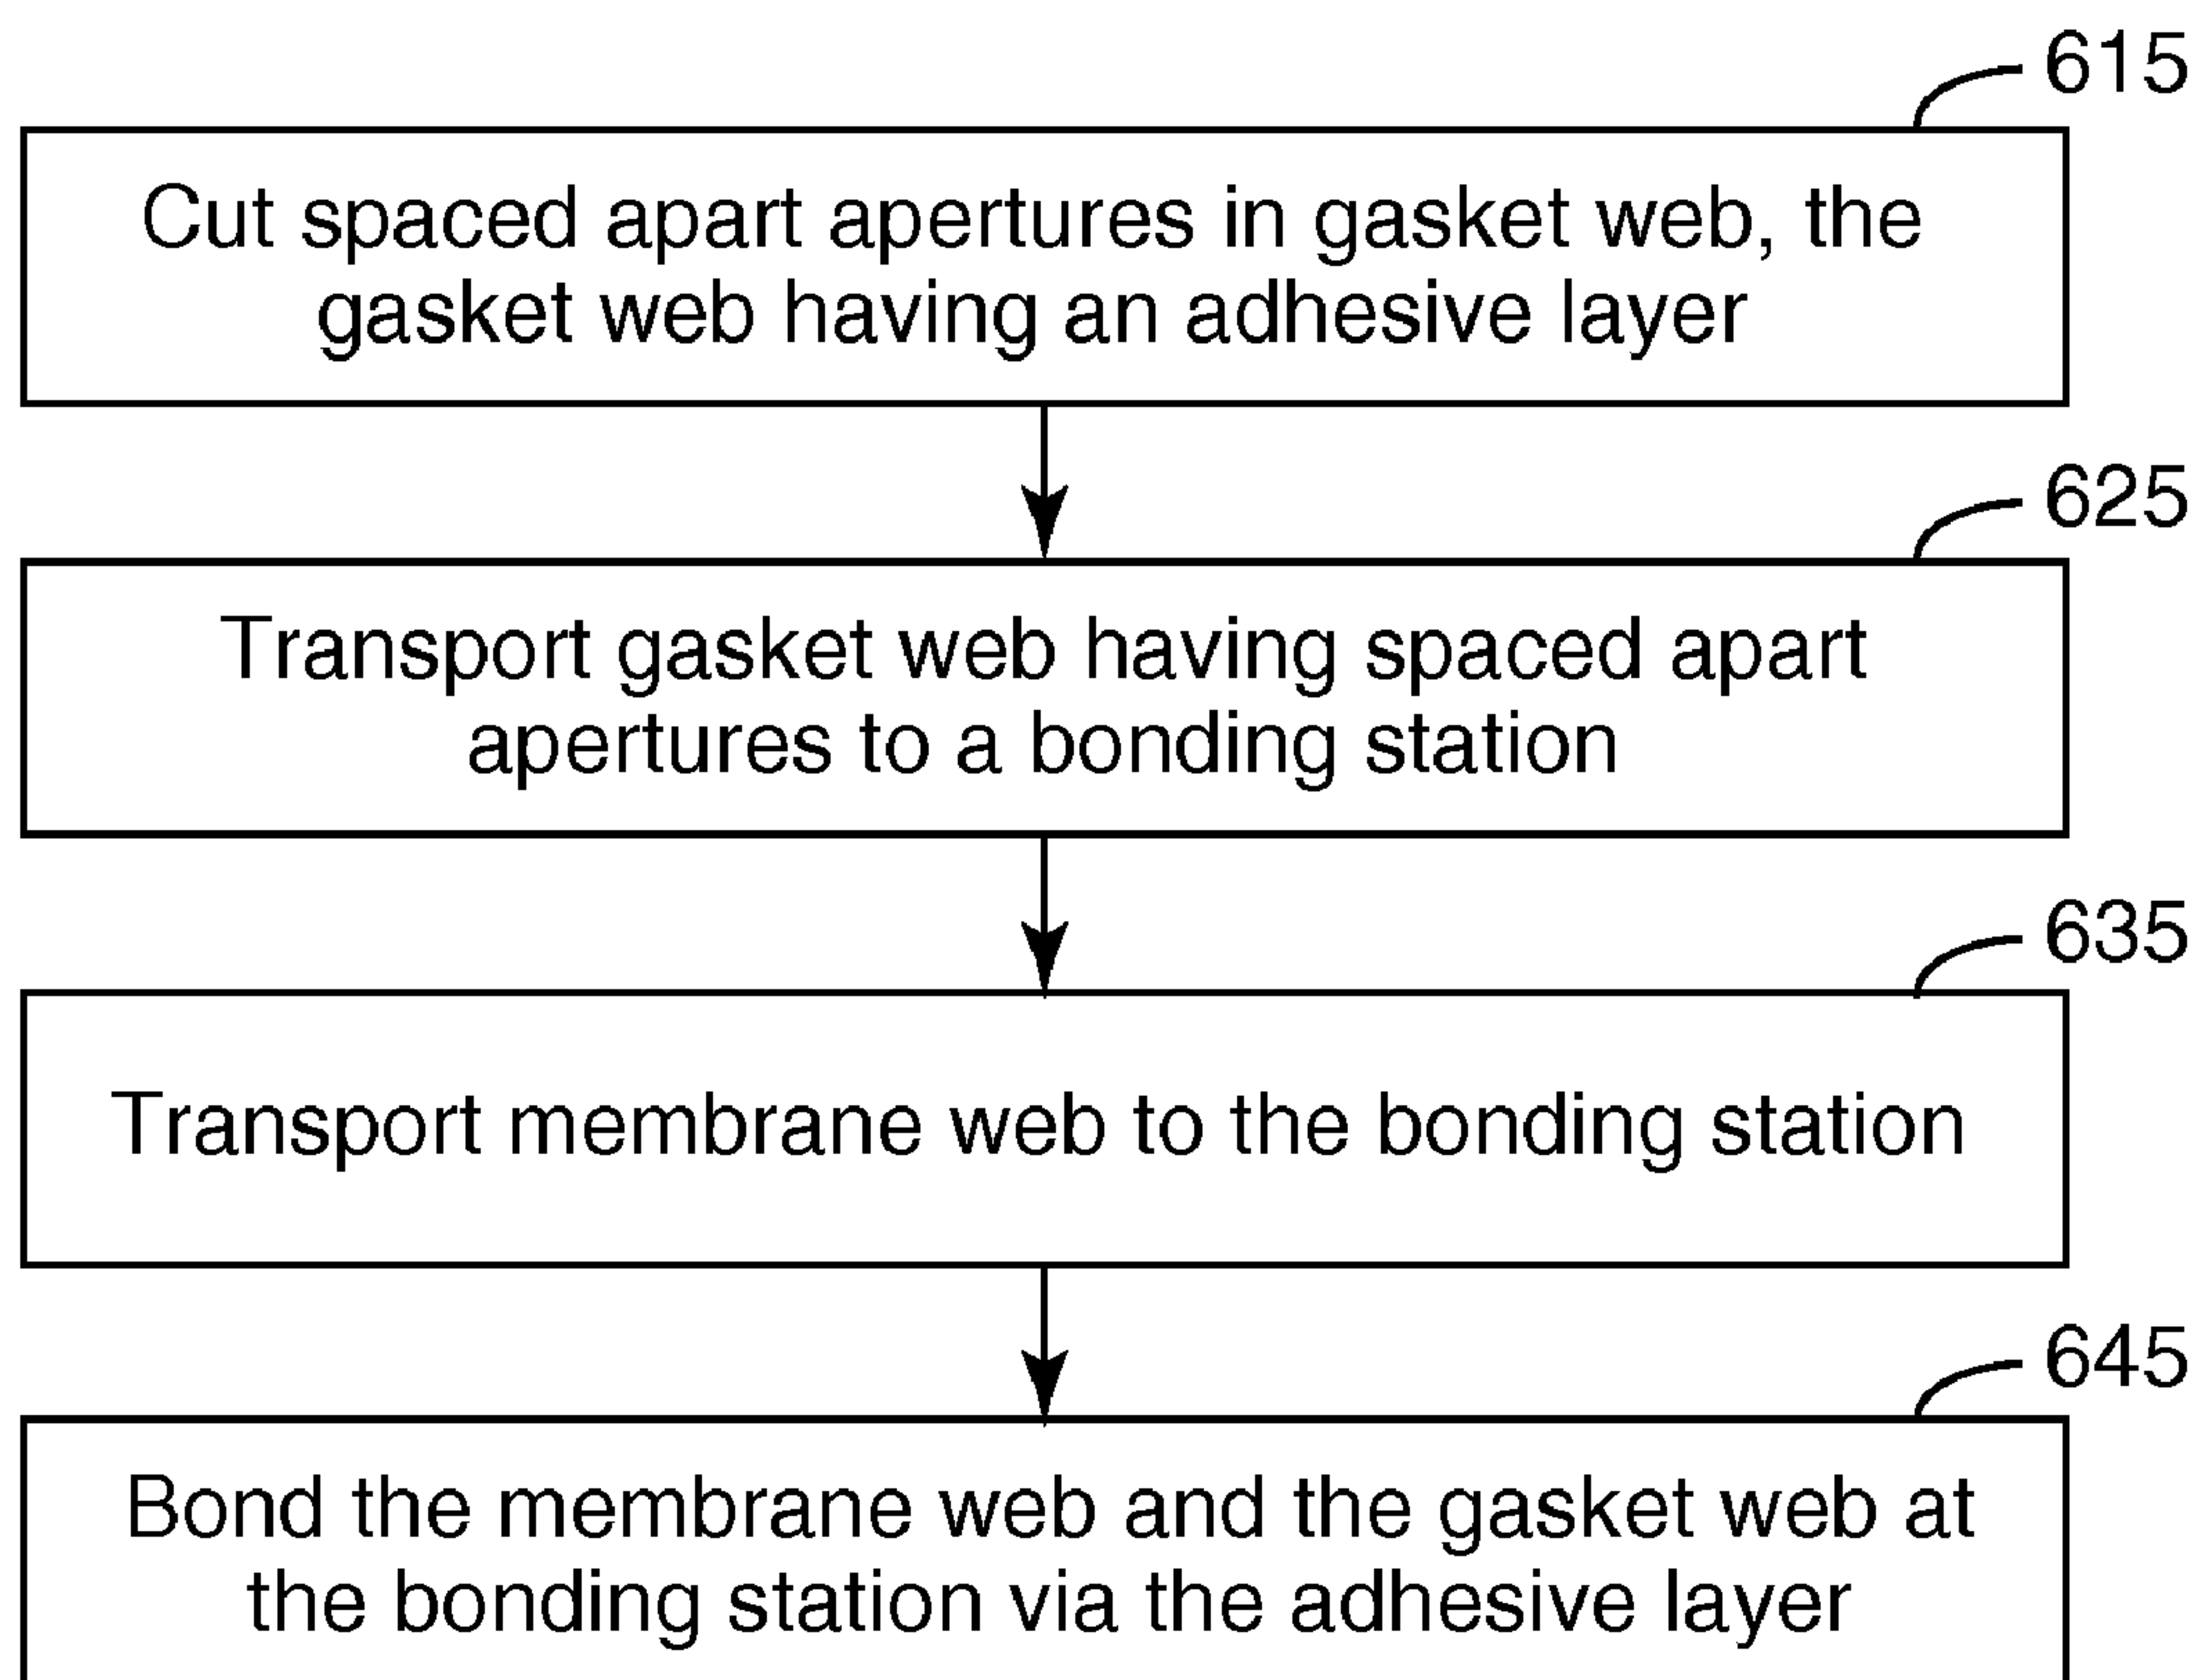 615
Cut spaced apart apertures in gasket web, the
gasket web having an adhesive layer
625
Transport gasket web having spaced apart
apertures to a bonding station
635
Transport membrane web to the bonding station
645
Bond the membrane web and the gasket web at
the bonding station via the adhesive layer